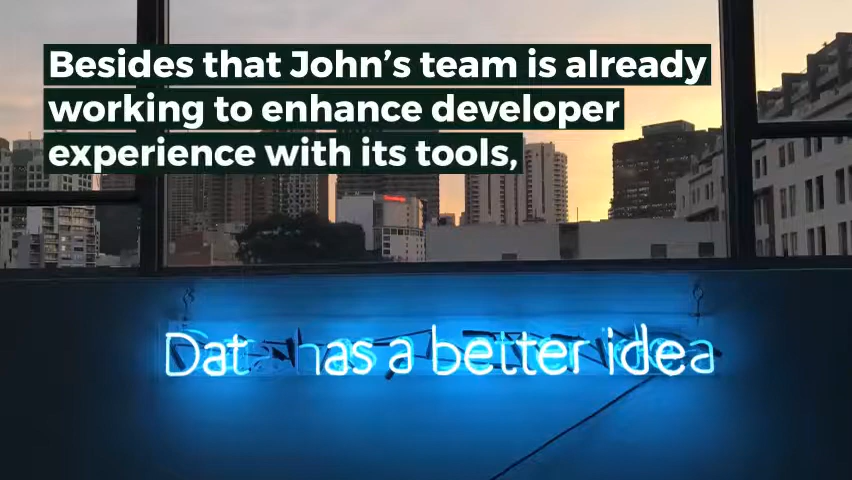 Besides that John's team is already
working to enhance developer
experience with its tools,
Data has a better idea